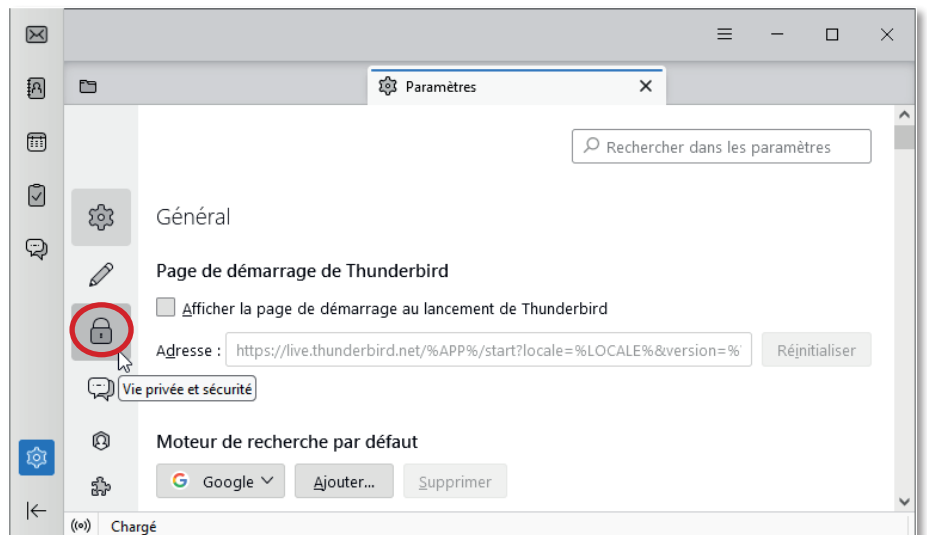 Paramètres
Rechercher dans les paramètres
Général
Page de démarrage de Thunderbird
Afficher la page de démarrage au lancement de Thunderbird
Adresse : https://live.thunderbird.net/%APP%/start?locale=%LOCALE%&version=% Réinitialiser
Vie privée et sécurité
Moteur de recherche par défaut
Google Ajouter... Supprimer
Chargé